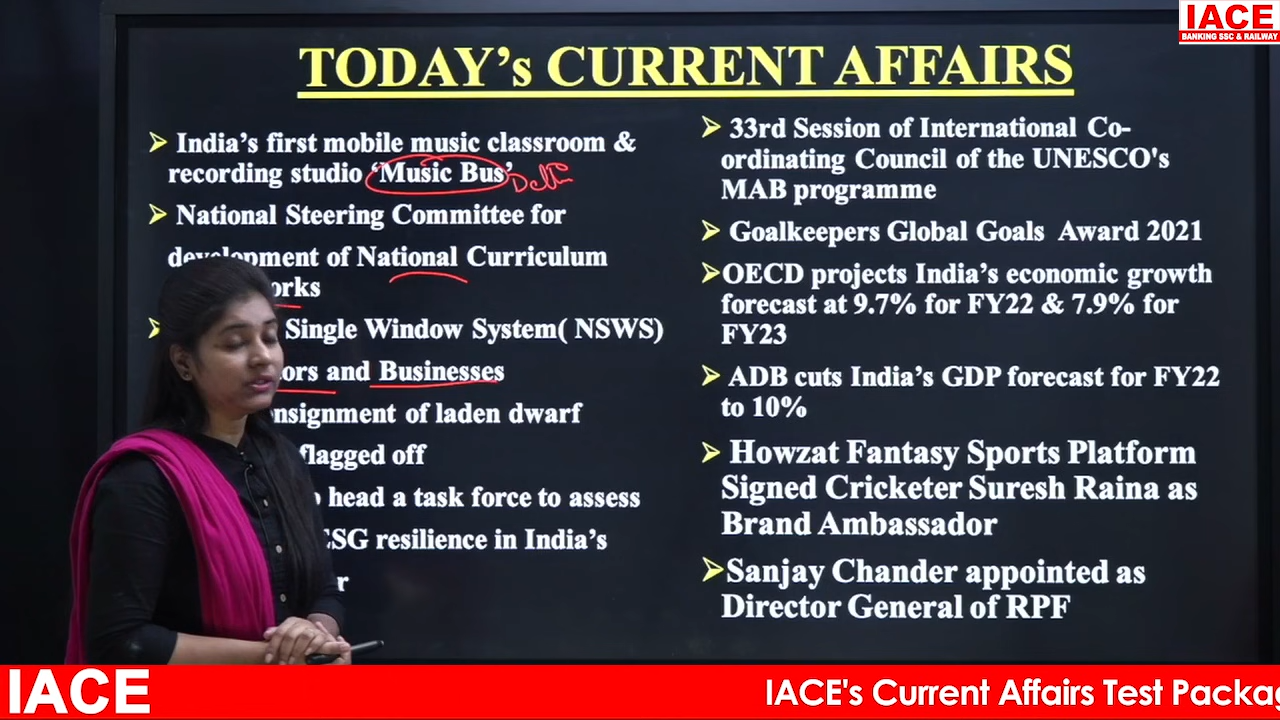 IACE
BANKING SSC & RAILWAY
TODAY's CURRENT AFFAIRS
India's first mobile music classroom &
recording studio 'Music Bus'
Delhi
National Steering Committee for
development of National Curriculum
orks
Single Window System( NSWS)
ors and Businesses
nsignment of laden dwarf
flagged off
o head a task force to assess
ESG resilience in India's
r
33rd Session of International Co-
ordinating Council of the UNESCO's
MAB programme
Goalkeepers Global Goals Award 2021
OECD projects India's economic growth
forecast at 9.7% for FY22 & 7.9% for
FY23
ADB cuts India's GDP forecast for FY22
to 10%
Howzat Fantasy Sports Platform
Signed Cricketer Suresh Raina as
Brand Ambassador
Sanjay Chander appointed as
Director General of RPF
IACE
IACE's Current Affairs Test Packag